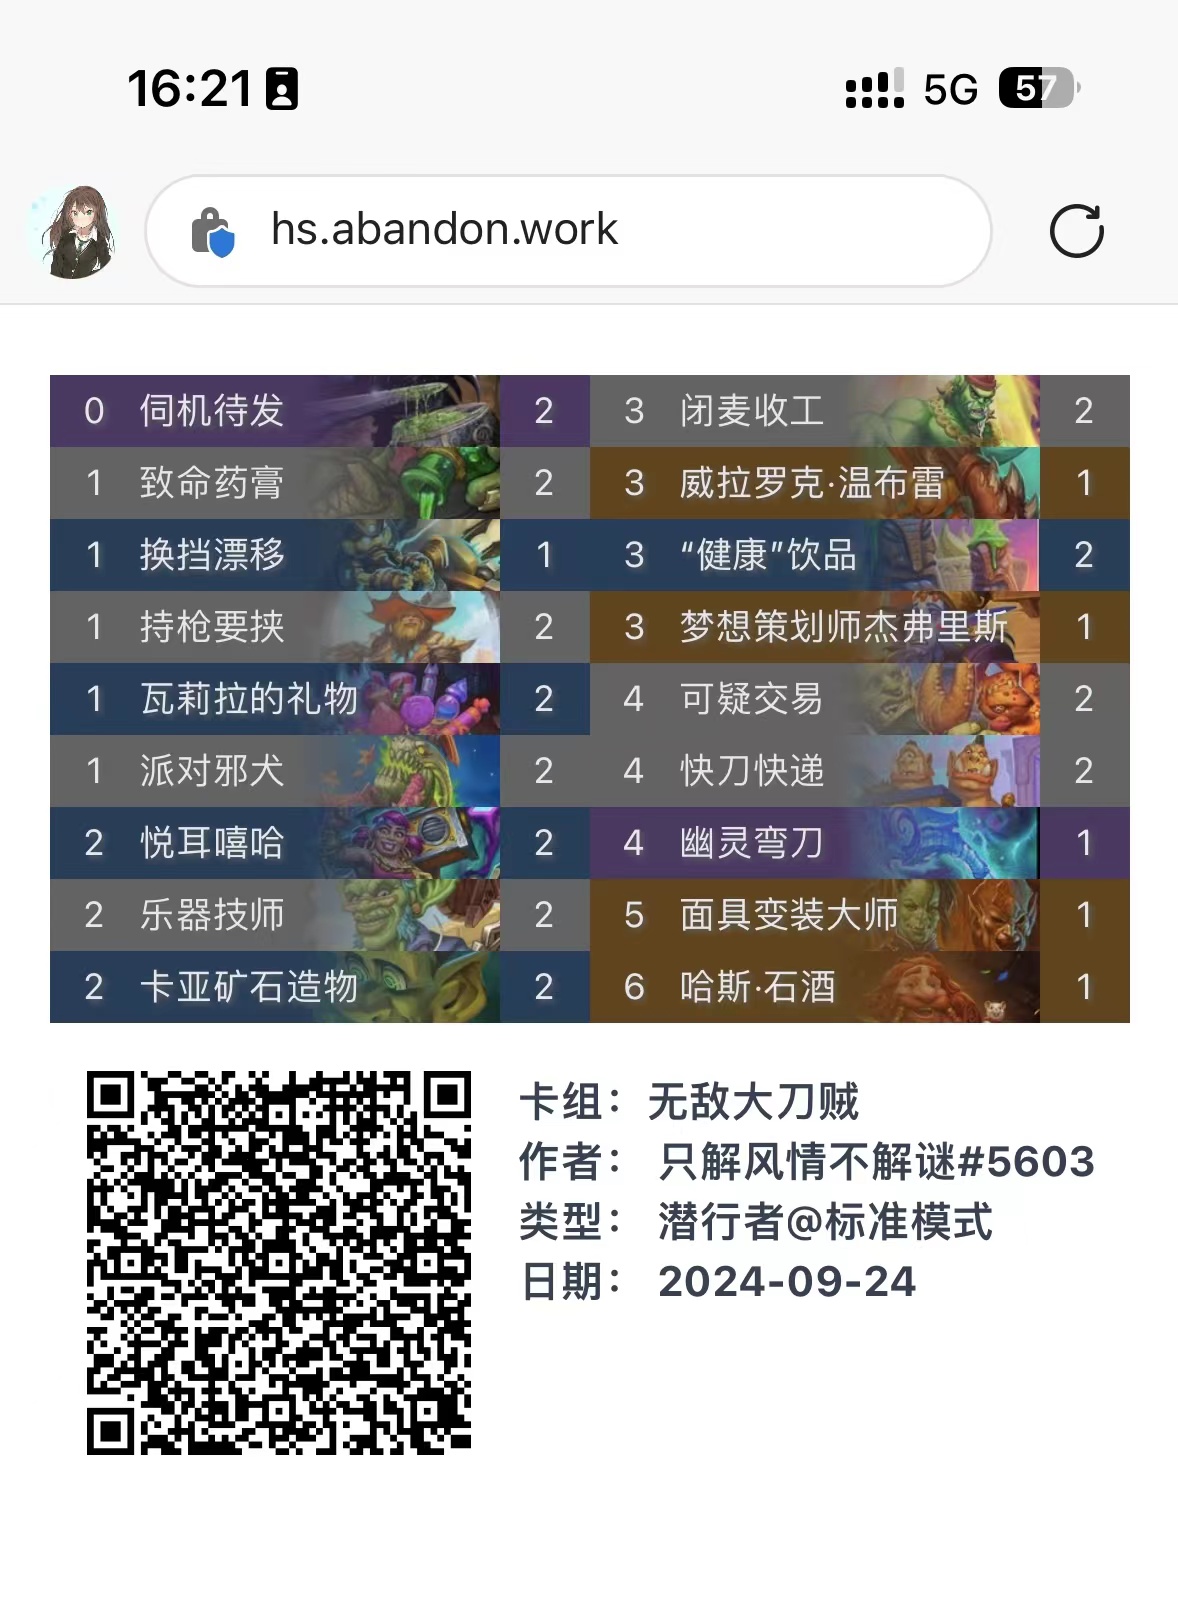 16:21 5G 57
hs.abandon.work
0 伺机待发 2
1 致命药膏 2
1 换挡漂移 1
1 持枪要挟 2
1 瓦莉拉的礼物 2
1 派对邪犬 2
2 悦耳嘻哈 2
2 乐器技师 2
2 卡亚矿石造物 2
3 闭麦收工 2
3 威拉罗克·温布雷 1
3 “健康”饮品 2
3 梦想策划师杰弗里斯 1
4 可疑交易 2
4 快刀快递 2
4 幽灵弯刀 1
5 面具变装大师 1
6 哈斯·石酒 1
卡组：无敌大刀贼
作者： 只解风情不解谜#5603
类型： 潜行者@标准模式
日期： 2024-09-24